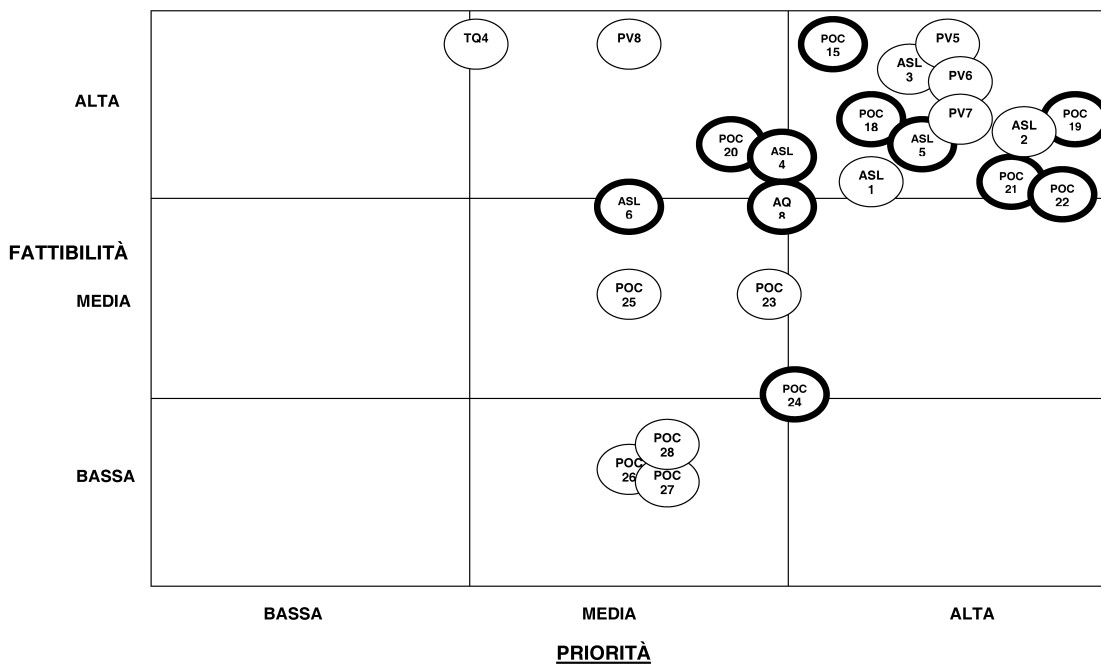 TQ4
PV8
POC
15
PV5
ASL
3
PV6
ALTA
PV7
POC
18
POC
19
ASL
2
POC
20
ASL
5
ASL
4
ASL
1
POC
21
POC
22
ASL
6
AQ
8
FATTIBILITÀ
MEDIA
POC
25
POC
23
POC
24
BASSA
POC
28
POC
26
POC
27
BASSA
MEDIA
ALTA
PRIORITÀ